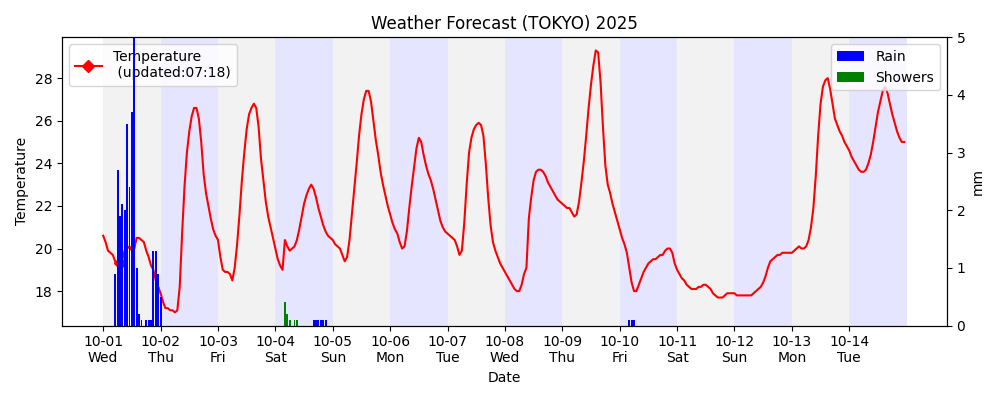 Weather Forecast (TOKYO) 2025
Temperature
(updated:07:18)
Rain
Showers
Temperature
28
26
24
22
20
18
5
4
3
2
1
0
mm
10-01 10-02 10-03 10-04 10-05 10-06 10-07 10-08 10-09 10-10 10-11 10-12 10-13 10-14
Wed Thu Fri Sat Sun Mon Tue Wed Thu Fri Sat Sun Mon Tue
Date